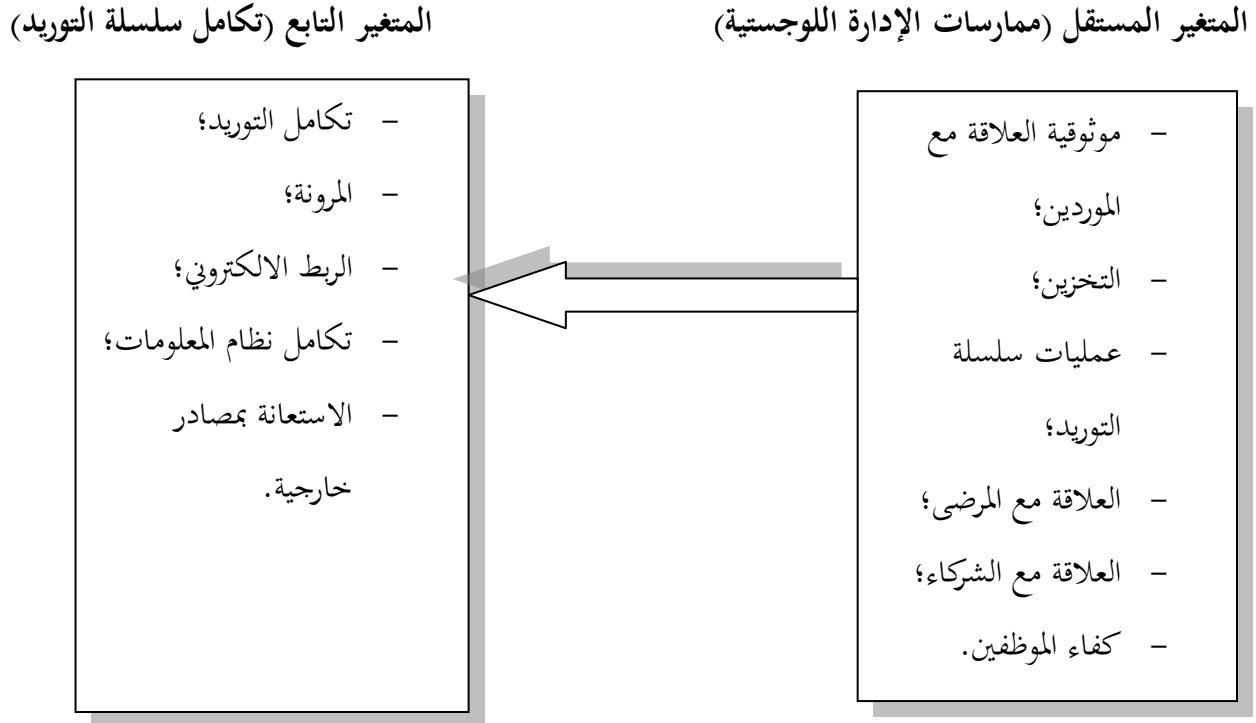 المتغير المستقل (ممارسات الإدارة اللوجستية)
– موثوقية العلاقة مع
الموردين؛
– التخزين؛
– عمليات سلسلة
التوريد؛
– العلاقة مع المرضى؛
– العلاقة مع الشركاء؛
– كفاء الموظفين.
المتغير التابع (تكامل سلسلة التوريد)
– تكامل التوريد؛
– المرونة؛
– الربط الالكتروني؛
– تكامل نظام المعلومات؛
– الاستعانة بمصادر
خارجية.